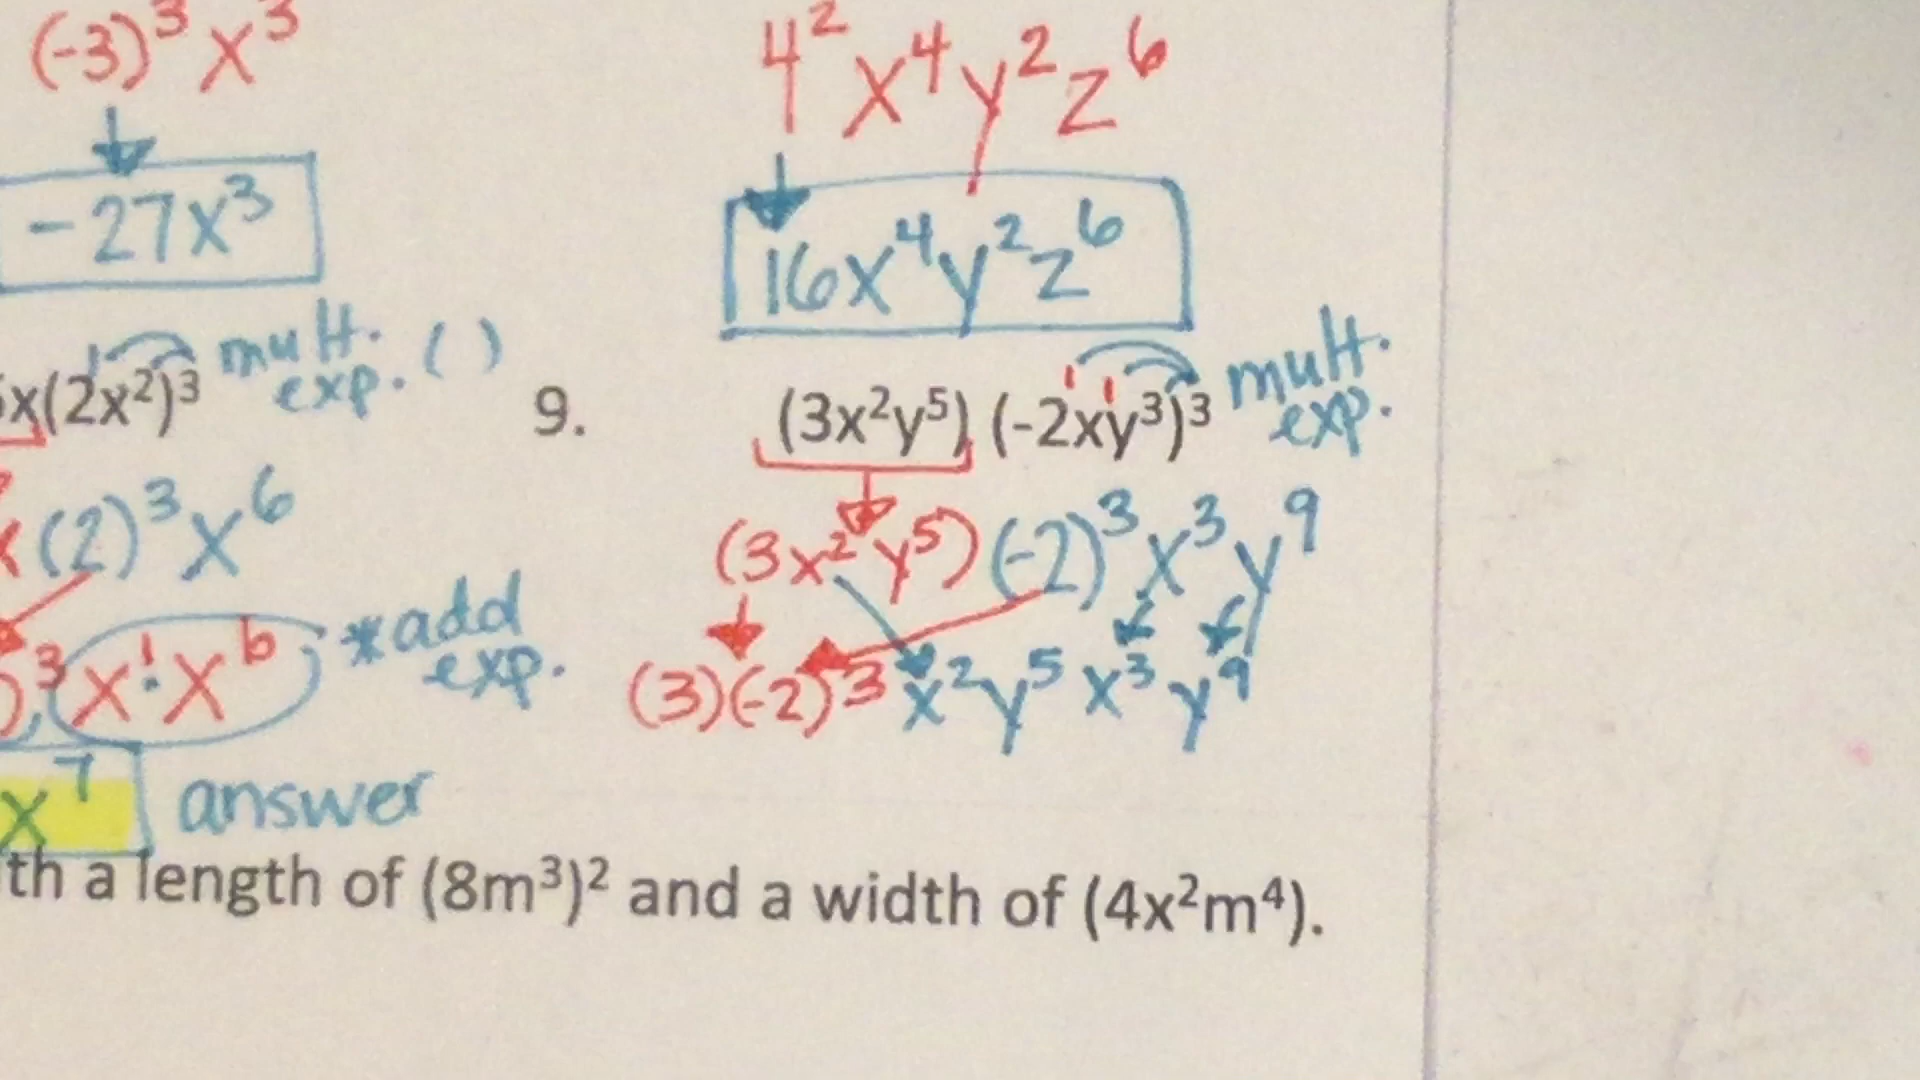 (-3)³x³
-27x³
x(2x²)³ mult. exp. ( )
(2)³x⁶
³x¹·x⁶ *add exp.
x⁷ answer
4²x⁴y²z⁶
16x⁴y²z⁶
9. (3x²y⁵)(-2xy³)³ mult. exp.
(3x²y⁵)(-2)³x³y⁹
(3)(-2)³x²y⁵x³y⁹
th a length of (8m³)² and a width of (4x²m⁴).